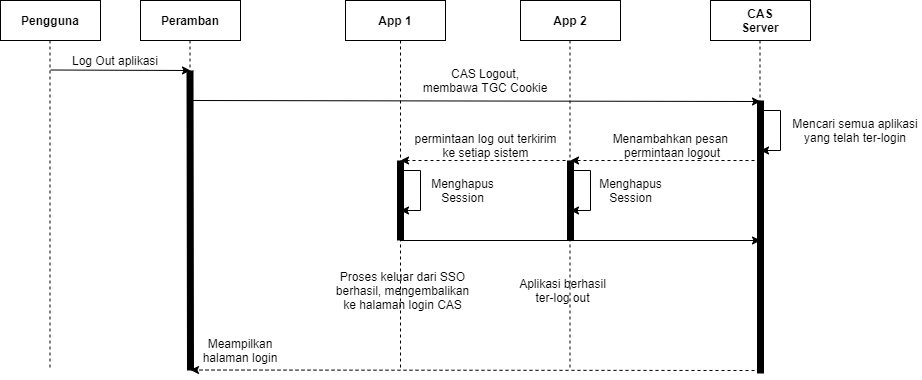 Pengguna
Peramban
App 1
App 2
CAS
Server
Log Out aplikasi
CAS Logout,
membawa TGC Cookie
Mencari semua aplikasi
yang telah ter-login
permintaan log out terkirim
ke setiap sistem
Menambahkan pesan
permintaan logout
Menghapus
Session
Menghapus
Session
Proses keluar dari SSO
berhasil, mengembalikan
ke halaman login CAS
Aplikasi berhasil
ter-log out
Meampilkan
halaman login